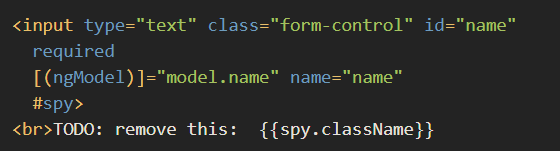 <input type="text" class="form-control" id="name"
required
[(ngModel)]="model.name" name="name"
#spy>
<br>TODO: remove this:  {{spy.className}}